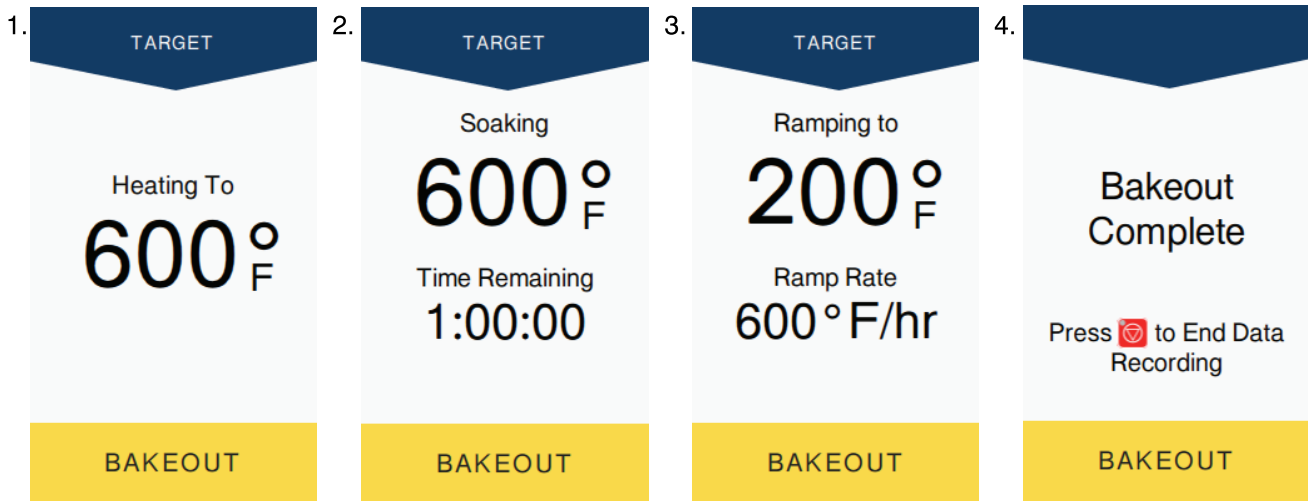 1.
TARGET
Heating To
600°F
BAKEOUT
2.
TARGET
Soaking
600°F
Time Remaining
1:00:00
BAKEOUT
3.
TARGET
Ramping to
200°F
Ramp Rate
600°F/hr
BAKEOUT
4.
Bakeout
Complete
Press to End Data
Recording
BAKEOUT